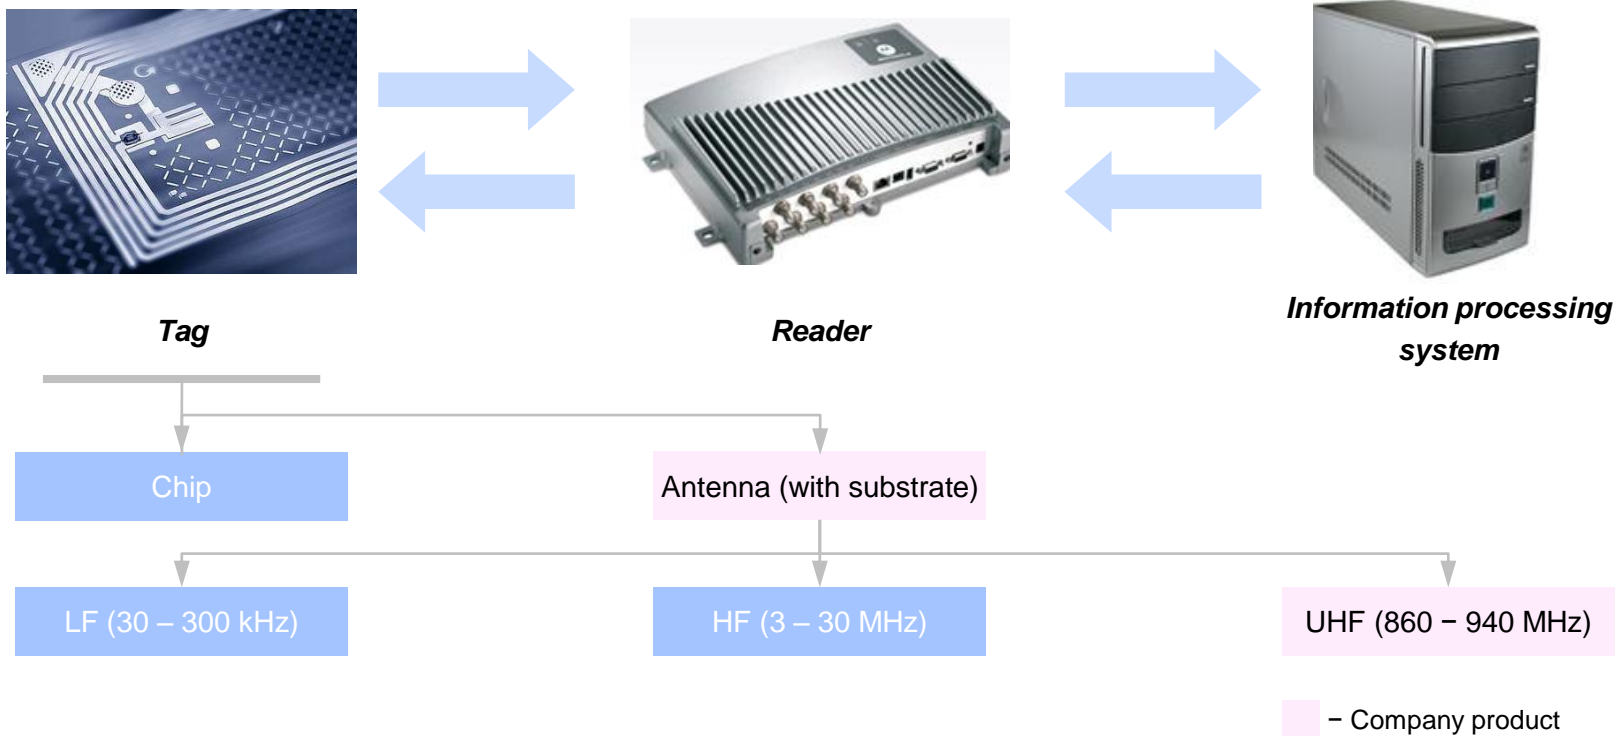 Tag
Reader
Information processing
system
Chip
Antenna (with substrate)
LF (30 – 300 kHz)
HF (3 – 30 MHz)
UHF (860 − 940 MHz)
− Company product